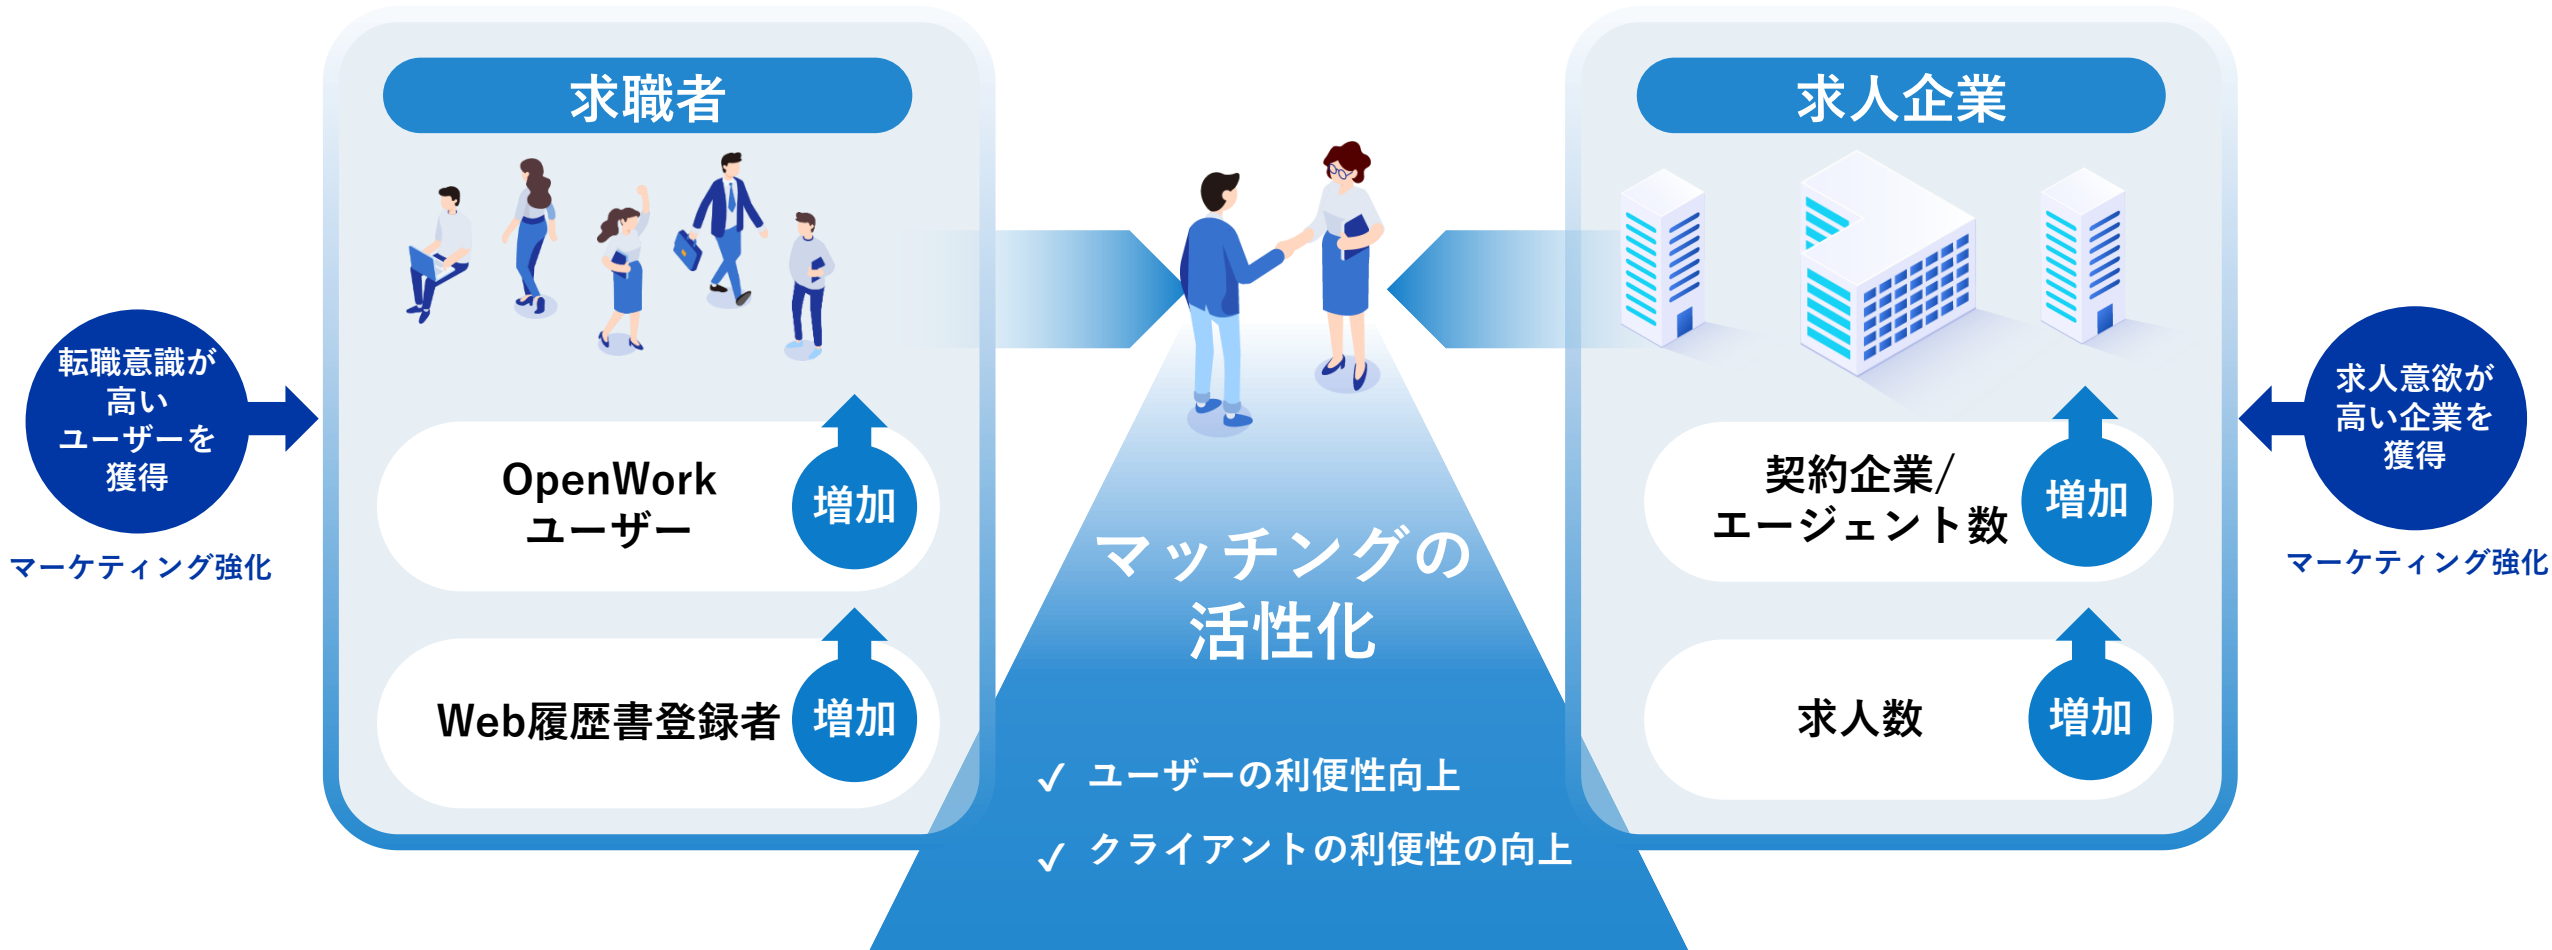 求職者
求人企業
転職意識が
高い
ユーザーを
獲得
マーケティング強化
OpenWork
ユーザー
増加
Web履歴書登録者
増加
マッチングの
活性化
✓ ユーザーの利便性向上
✓ クライアントの利便性の向上
契約企業/
エージェント数
増加
求人数
増加
求人意欲が
高い企業を
獲得
マーケティング強化